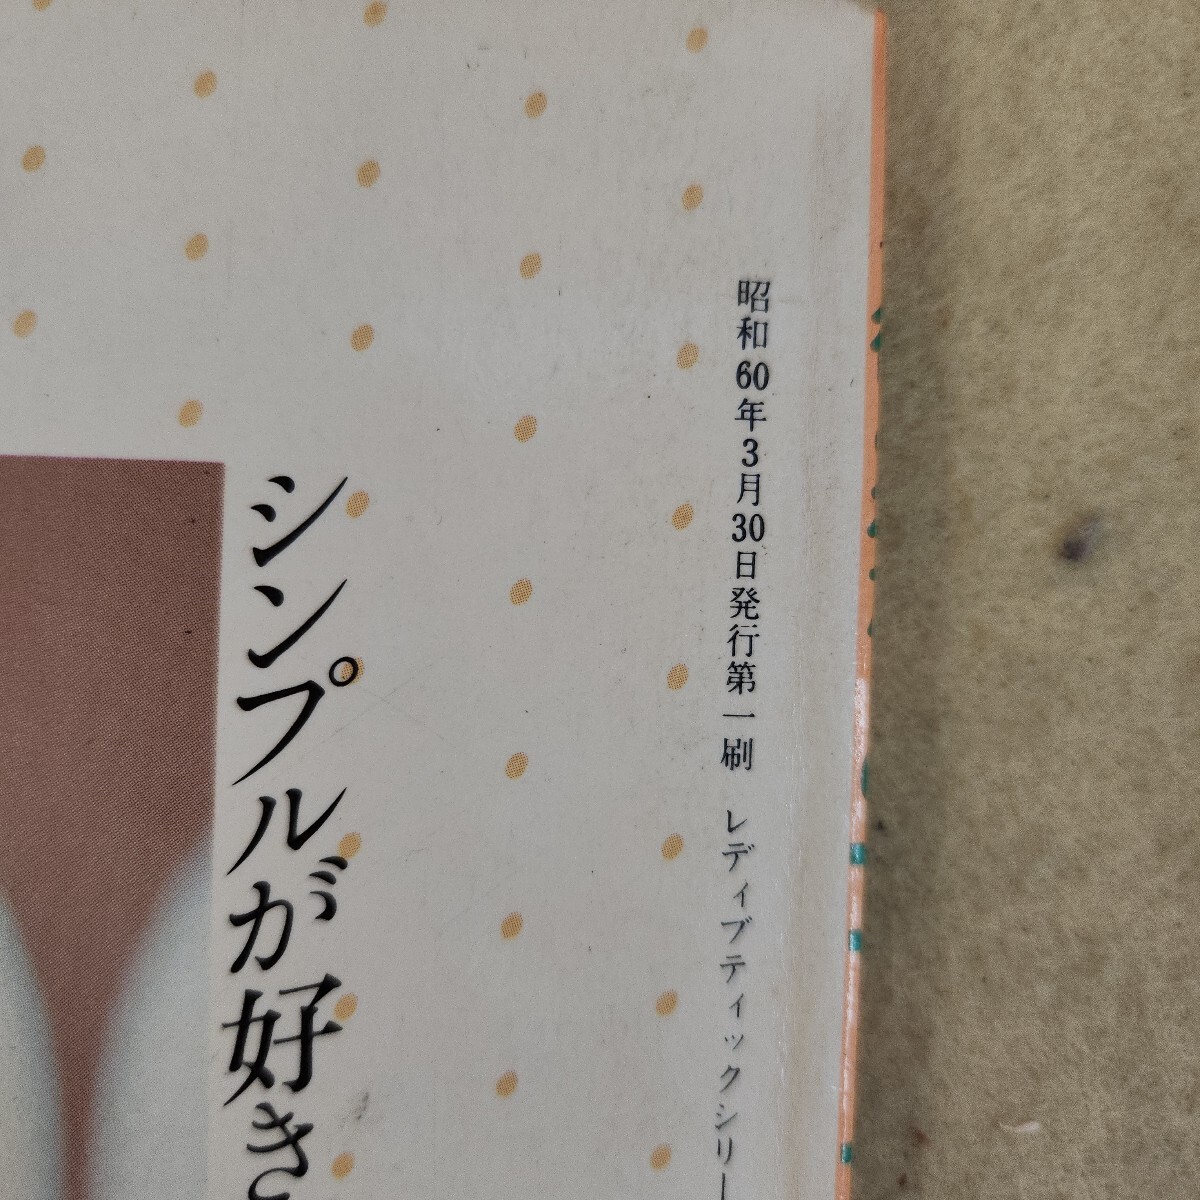 昭和60年3月30日発行第一刷 レディブティックシリー
シンプルが好き